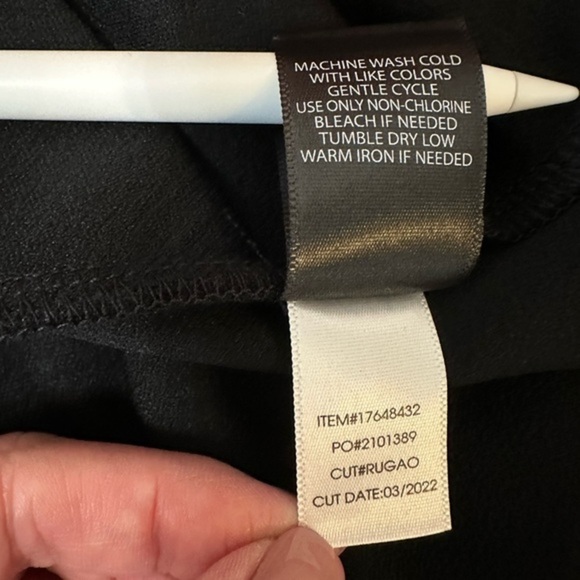 MACHINE WASH COLD
WITH LIKE COLORS
GENTLE CYCLE
USE ONLY NON-CHLORINE
BLEACH IF NEEDED
TUMBLE DRY LOW
WARM IRON IF NEEDED
ITEM#17648432
PO#2101389
CUT#RUGAO
CUT DATE:03/2022